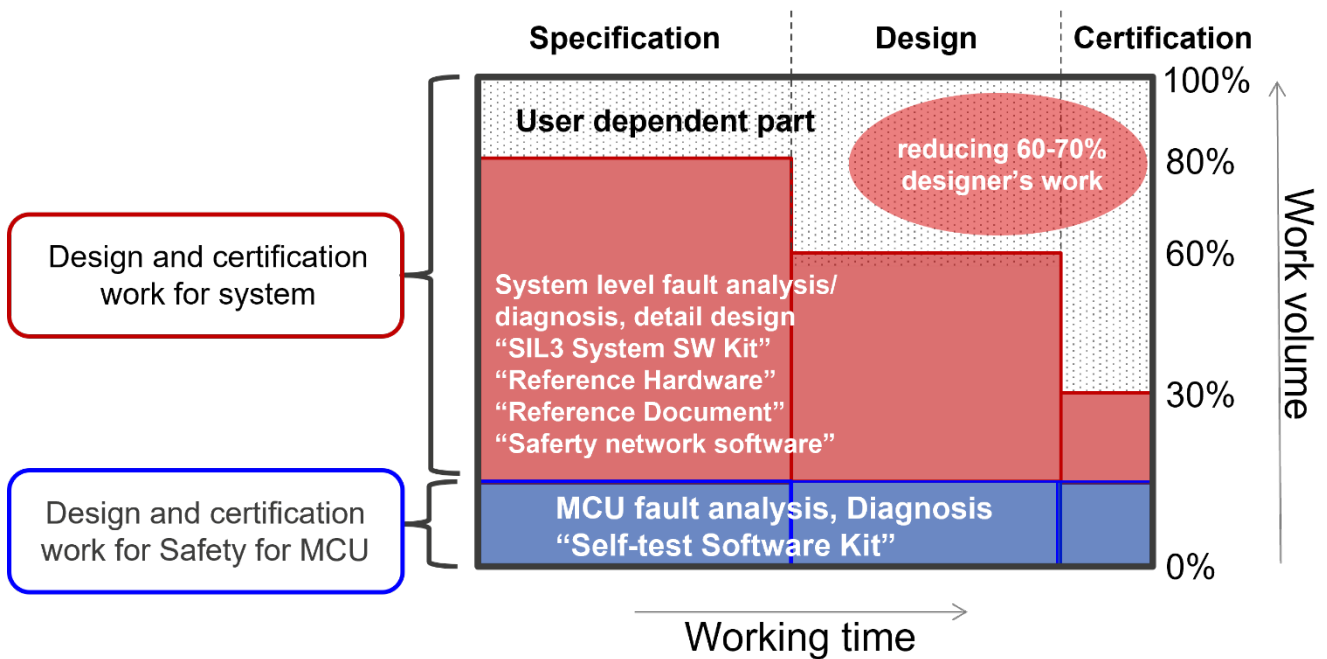 Specification
Design
Certification
100%
User dependent part
reducing 60-70%
designer’s work
80%
Work volume
Design and certification
work for system
60%
System level fault analysis/
diagnosis, detail design
“SIL3 System SW Kit”
“Reference Hardware”
“Reference Document”
“Saferty network software”
30%
Design and certification
work for Safety for MCU
MCU fault analysis, Diagnosis
“Self-test Software Kit”
0%
Working time